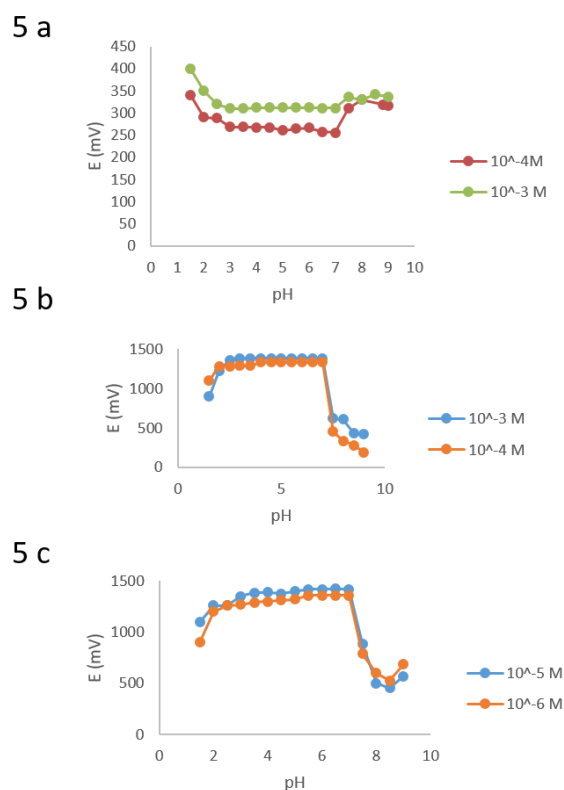 5 a
450
400
350
300
250
200
150
100
50
0
E (mV)
0 1 2 3 4 5 6 7 8 9 10
pH
10^-4M
10^-3 M
5 b
1500
1000
500
0
E (mV)
0 5 10
pH
10^-3 M
10^-4 M
5 c
1500
1000
500
0
E (mV)
0 2 4 6 8 10
pH
10^-5 M
10^-6 M